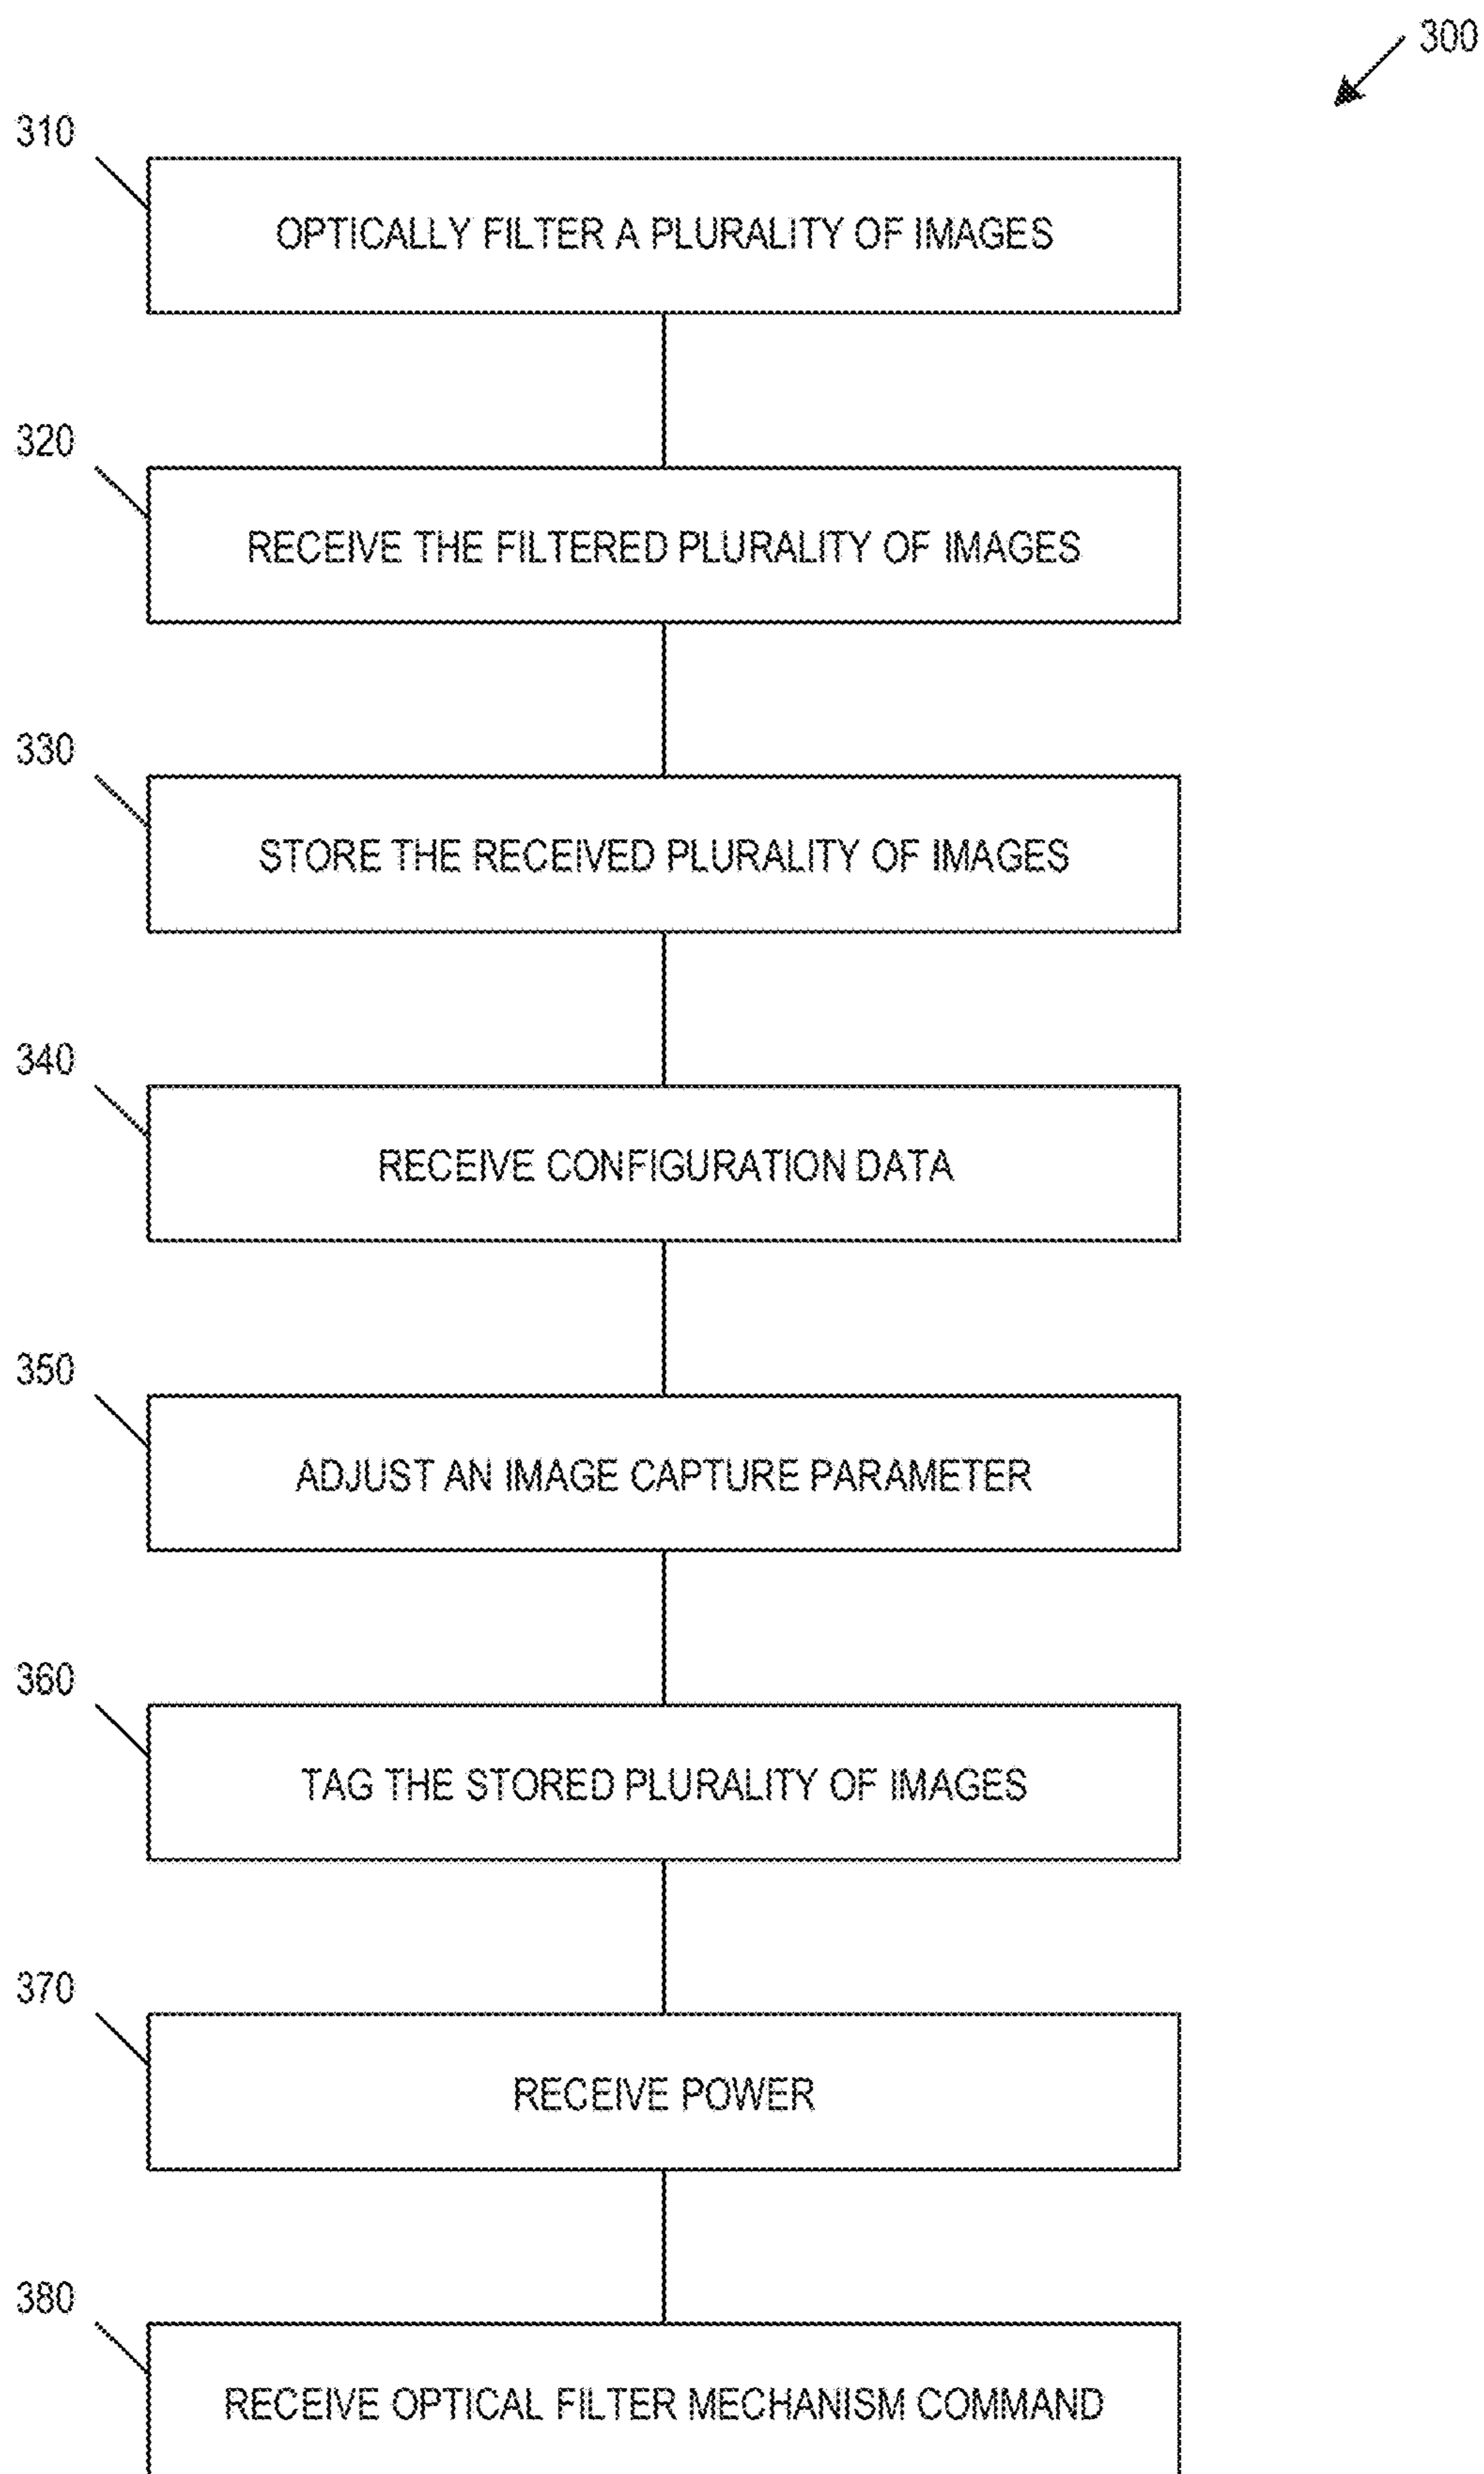 300
310
OPTICALLY FILTER A PLURALITY OF IMAGES
320
RECEIVE THE FILTERED PLURALITY OF IMAGES
330
STORE THE RECEIVED PLURALITY OF IMAGES
340
RECEIVE CONFIGURATION DATA
350
ADJUST AN IMAGE CAPTURE PARAMETER
360
TAG THE STORED PLURALITY OF IMAGES
370
RECEIVE POWER
380
RECEIVE OPTICAL FILTER MECHANISM COMMAND